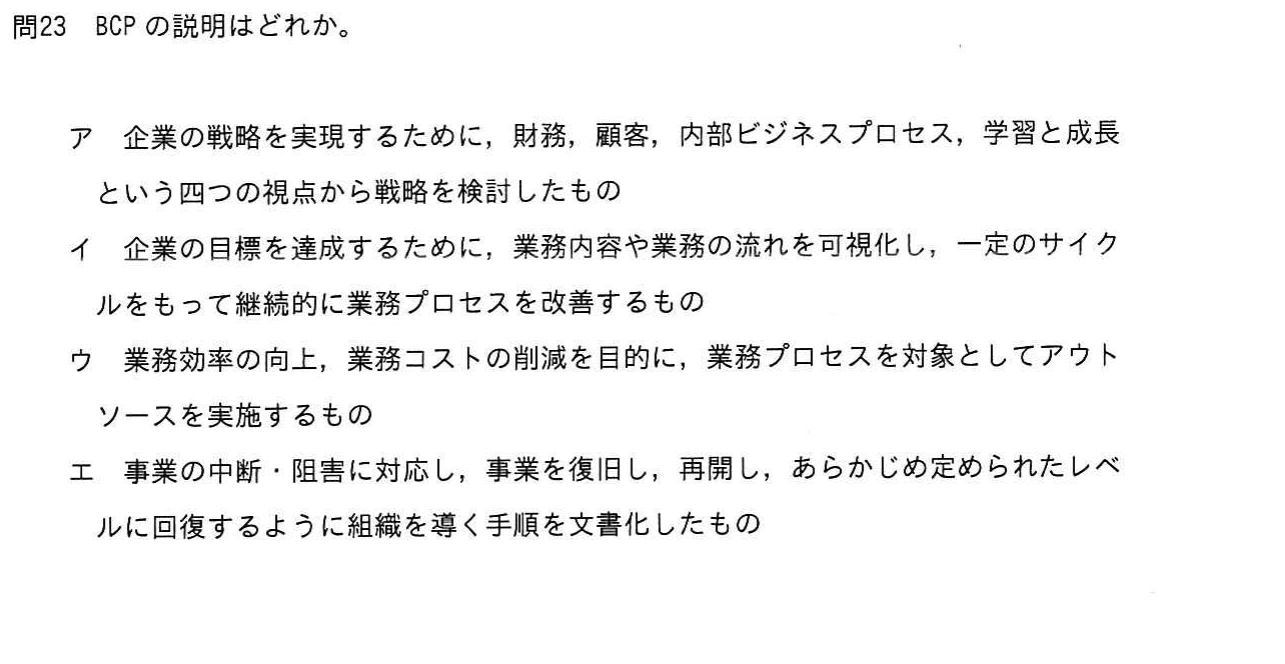 問23 BCP の説明はどれか。
ア 企業の戦略を実現するために，財務，顧客，内部ビジネスプロセス，学習と成長
という四つの視点から戦略を検討したもの
イ 企業の目標を達成するために，業務内容や業務の流れを可視化し，一定のサイク
ルをもって継続的に業務プロセスを改善するもの
ウ 業務効率の向上，業務コストの削減を目的に，業務プロセスを対象としてアウト
ソースを実施するもの
エ 事業の中断・阻害に対応し，事業を復旧し，再開し，あらかじめ定められたレベ
ルに回復するように組織を導く手順を文書化したもの